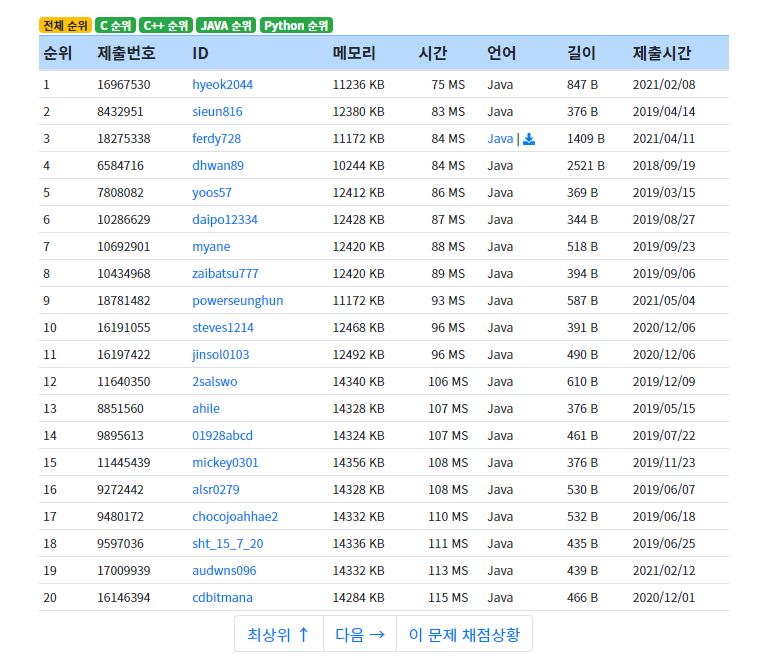 전체 순위 C 순위 C++ 순위 JAVA 순위 Python 순위
순위 제출번호 ID 메모리 시간 언어 길이 제출시간
1 16967530 hyeok2044 11236 KB 75 MS Java 847 B 2021/02/08
2 8432951 sieun816 12380 KB 83 MS Java 376 B 2019/04/14
3 18275338 ferdy728 11172 KB 84 MS Java | 1409 B 2021/04/11
4 6584716 dhwan89 10244 KB 84 MS Java 2521 B 2018/09/19
5 7808082 yoos57 12412 KB 86 MS Java 369 B 2019/03/15
6 10286629 daipo12334 12428 KB 87 MS Java 344 B 2019/08/27
7 10692901 myane 12420 KB 88 MS Java 518 B 2019/09/23
8 10434968 zaibatsu777 12420 KB 89 MS Java 394 B 2019/09/06
9 18781482 powerseunghun 11172 KB 93 MS Java 587 B 2021/05/04
10 16191055 steves1214 12468 KB 96 MS Java 391 B 2020/12/06
11 16197422 jinsol0103 12492 KB 96 MS Java 490 B 2020/12/06
12 11640350 2salswo 14340 KB 106 MS Java 610 B 2019/12/09
13 8851560 ahile 14328 KB 107 MS Java 376 B 2019/05/15
14 9895613 01928abcd 14324 KB 107 MS Java 461 B 2019/07/22
15 11445439 mickey0301 14356 KB 108 MS Java 376 B 2019/11/23
16 9272442 alsr0279 14328 KB 108 MS Java 530 B 2019/06/07
17 9480172 chocojoahhae2 14332 KB 110 MS Java 532 B 2019/06/18
18 9597036 sht_15_7_20 14336 KB 111 MS Java 435 B 2019/06/25
19 17009939 audwns096 14332 KB 113 MS Java 439 B 2021/02/12
20 16146394 cdbitmana 14284 KB 115 MS Java 466 B 2020/12/01
최상위 ↑ 다음 → 이 문제 채점상황